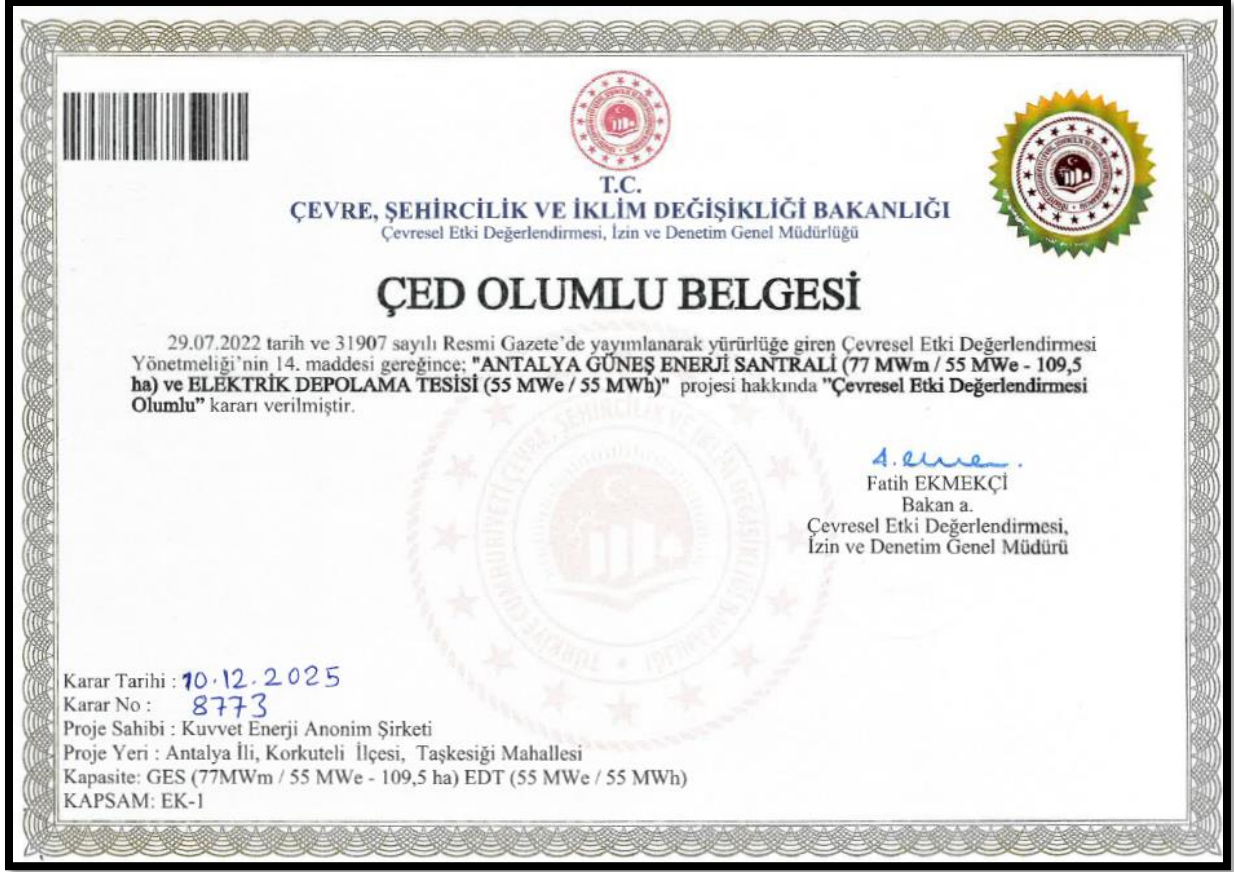 T.C.
ÇEVRE, ŞEHİRCİLİK VE İKLİM DEĞİŞİKLİĞİ BAKANLIĞI
Çevresel Etki Değerlendirmesi, İzin ve Denetim Genel Müdürlüğü
ÇED OLUMLU BELGESİ
29.07.2022 tarih ve 31907 sayılı Resmi Gazete'de yayımlanarak yürürlüğe giren Çevresel Etki Değerlendirmesi
Yönetmeliği'nin 14. maddesi gereğince; "ANTALYA GÜNEŞ ENERJİ SANTRALİ (77 MWm / 55 MWe - 109,5
ha) ve ELEKTRİK DEPOLAMA TESİSİ (55 MWe / 55 MWh)" projesi hakkında "Çevresel Etki Değerlendirmesi
Olumlu" kararı verilmiştir.
Fatih EKMEKÇİ
Bakan a.
Çevresel Etki Değerlendirmesi,
İzin ve Denetim Genel Müdürü
Karar Tarihi : 10.12.2025
Karar No : 8773
Proje Sahibi : Kuvvet Enerji Anonim Şirketi
Proje Yeri : Antalya İli, Korkuteli İlçesi, Taşkesiği Mahallesi
Kapasite: GES (77MWm / 55 MWe - 109,5 ha) EDT (55 MWe / 55 MWh)
KAPSAM: EK-1